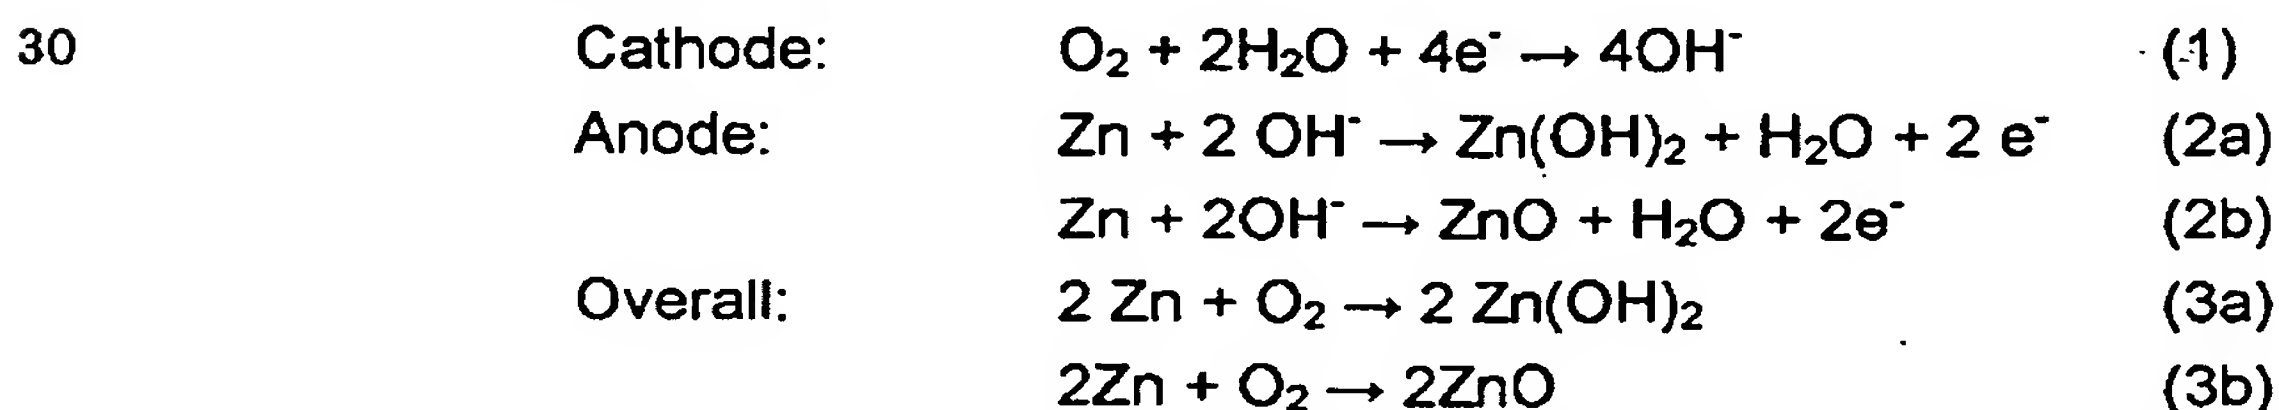 30 Cathode: O₂ + 2H₂O + 4e⁻ → 4OH⁻ (1)
Anode: Zn + 2 OH⁻ → Zn(OH)₂ + H₂O + 2 e⁻ (2a)
Zn + 2OH⁻ → ZnO + H₂O + 2e⁻ (2b)
Overall: 2 Zn + O₂ → 2 Zn(OH)₂ (3a)
2Zn + O₂ → 2ZnO (3b)